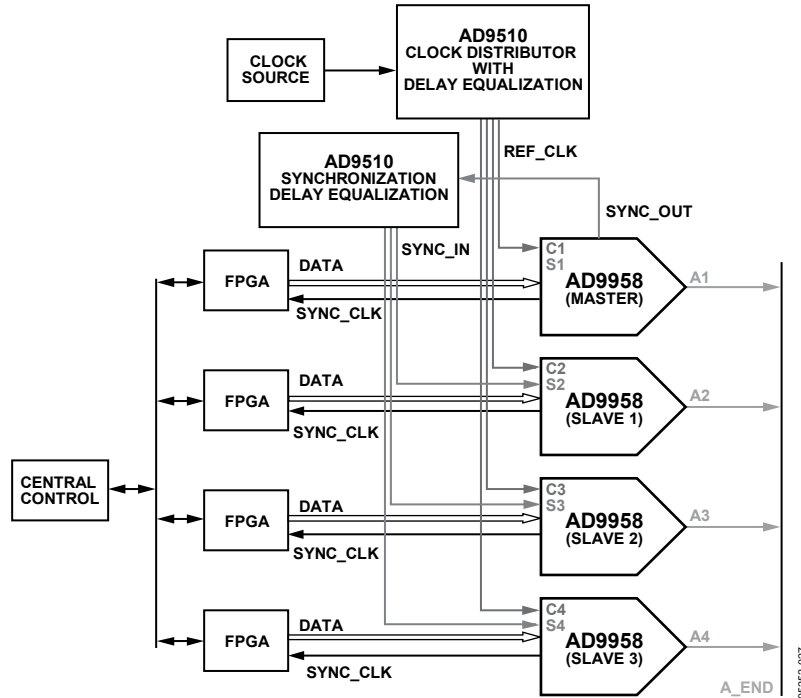 AD9510
CLOCK DISTRIBUTOR
WITH
DELAY EQUALIZATION
CLOCK
SOURCE
REF_CLK
AD9510
SYNCHRONIZATION
DELAY EQUALIZATION
SYNC_OUT
SYNC_IN
C1
S1
AD9958
(MASTER)
A1
FPGA
DATA
SYNC_CLK
C2
S2
AD9958
(SLAVE 1)
A2
FPGA
DATA
SYNC_CLK
CENTRAL
CONTROL
C3
S3
AD9958
(SLAVE 2)
A3
FPGA
DATA
SYNC_CLK
C4
S4
AD9958
(SLAVE 3)
A4
FPGA
DATA
SYNC_CLK
A_END